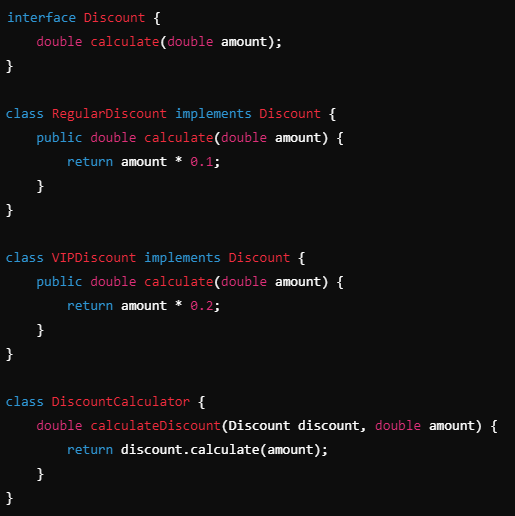 interface Discount {
    double calculate(double amount);
}

class RegularDiscount implements Discount {
    public double calculate(double amount) {
        return amount * 0.1;
    }
}

class VIPDiscount implements Discount {
    public double calculate(double amount) {
        return amount * 0.2;
    }
}

class DiscountCalculator {
    double calculateDiscount(Discount discount, double amount) {
        return discount.calculate(amount);
    }
}